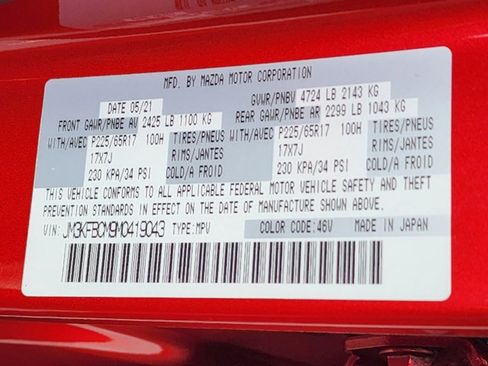 MFD. BY MAZDA MOTOR CORPORATION
DATE 05/21 GVWR/PNBV 4724 LB 2143 KG
FRONT GAWR/PNBE AV 2425 LB 1100 KG REAR GAWR/PNBE AR 2299 LB 1043 KG
WITH/AVEC P225/65R17 100H TIRES/PNEUS WITH/AVEC P225/65R17 100H TIRES/PNEUS
17X7J RIMS/JANTES 17X7J RIMS/JANTES
230 KPA/34 PSI COLD/A FROID 230 KPA/34 PSI COLD/A FROID
THIS VEHICLE CONFORMS TO ALL APPLICABLE FEDERAL MOTOR VEHICLE SAFETY AND THEFT
PREVENTION STANDARDS IN EFFECT ON THE DATE OF MANUFACTURE SHOWN ABOVE.
VIN: JM3KFBCM9M0419043 TYPE:MPV COLOR CODE:46V MADE IN JAPAN